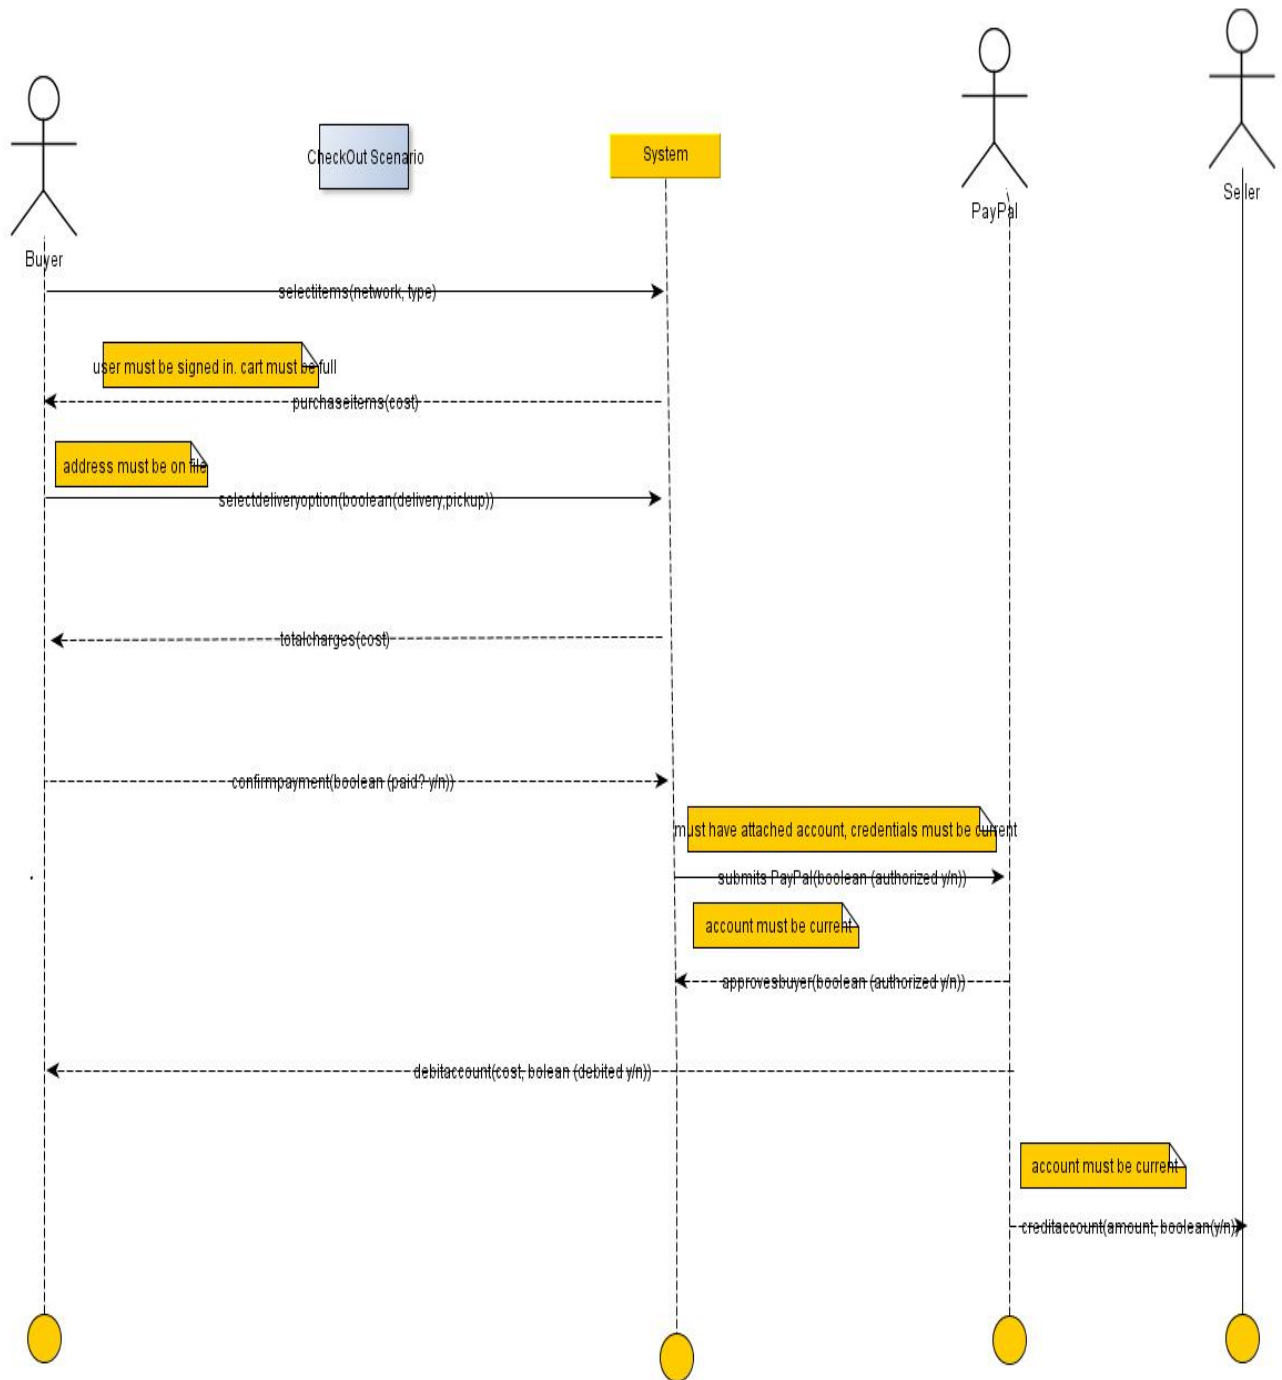 CheckOut Scenario
System
PayPal
Seller
Buyer
selectitems(network, type)
user must be signed in. cart must be full
purchaseitems(cost)
address must be on file
selectdeliveryoption(boolean(delivery,pickup))
totalcharges(cost)
confirmpayment(boolean (paid? y/n))
must have attached account, credentials must be current
submits PayPal(boolean (authorized y/n))
account must be current
approvesbuyer(boolean (authorized y/n))
debitaccount(cost, bolean (debited y/n))
account must be current
creditaccount(amount, boolean(y/n))